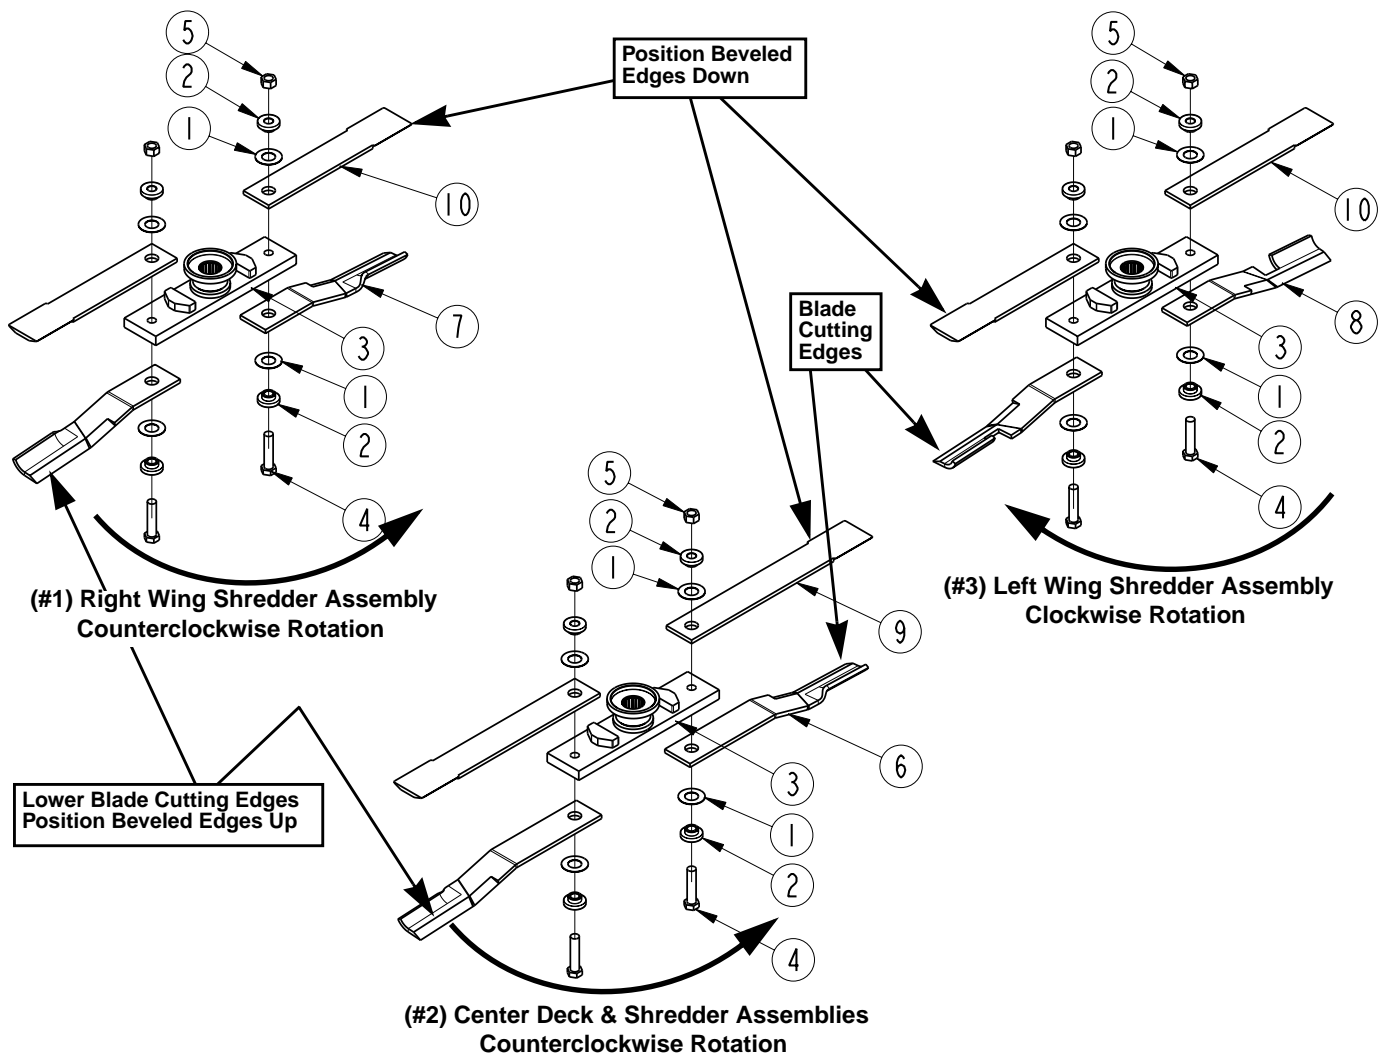 5
2
1
10
7
3
1
2
4
(#1) Right Wing Shredder Assembly
Counterclockwise Rotation
Position Beveled
Edges Down
Blade
Cutting
Edges
5
2
1
10
8
3
1
2
4
(#3) Left Wing Shredder Assembly
Clockwise Rotation
Lower Blade Cutting Edges
Position Beveled Edges Up
5
2
1
9
6
3
1
2
4
(#2) Center Deck & Shredder Assemblies
Counterclockwise Rotation